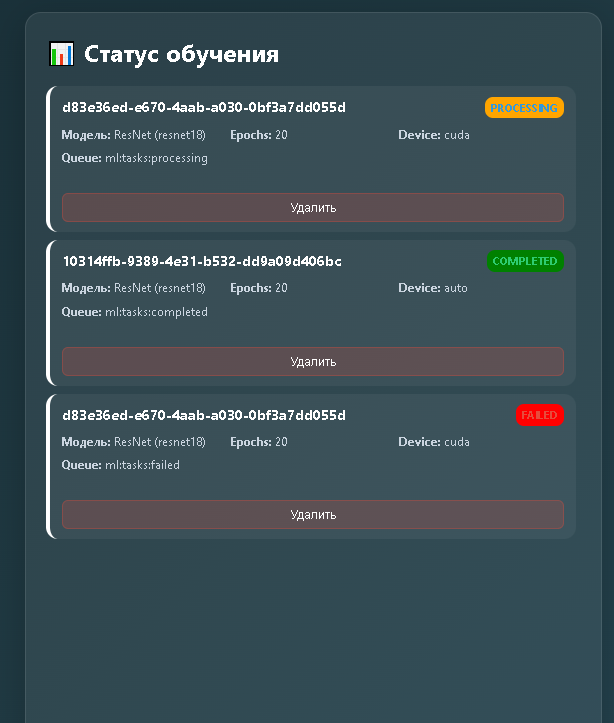 Статус обучения
d83e36ed-e670-4aab-a030-0bf3a7dd055d PROCESSING
Модель: ResNet (resnet18) Epochs: 20 Device: cuda
Queue: ml:tasks:processing
Удалить
10314ffb-9389-4e31-b532-dd9a09d406bc COMPLETED
Модель: ResNet (resnet18) Epochs: 20 Device: auto
Queue: ml:tasks:completed
Удалить
d83e36ed-e670-4aab-a030-0bf3a7dd055d FAILED
Модель: ResNet (resnet18) Epochs: 20 Device: cuda
Queue: ml:tasks:failed
Удалить